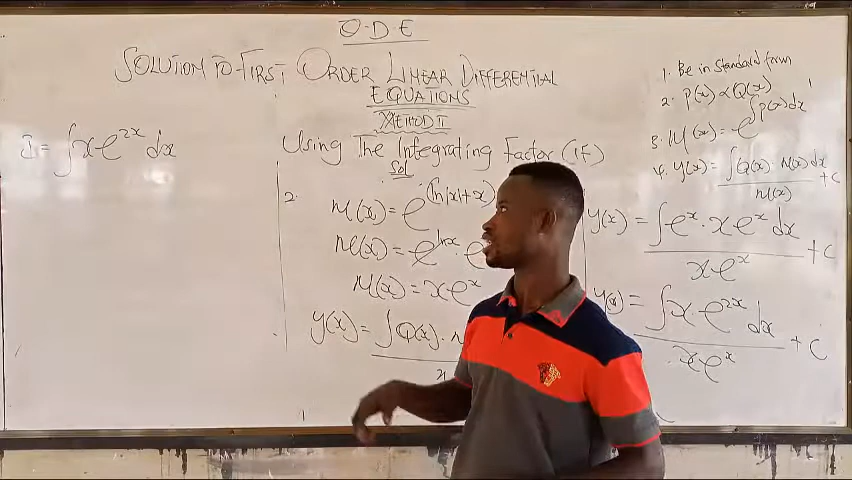 O.D.E
SOLUTION TO FIRST ORDER LINEAR DIFFERENTIAL
EQUATIONS
METHOD II
Using The Integrating Factor (if)
I = ∫xe^{2x} dx
Sol
2.
M(x) = e^{(ln|x|+x)}
M(x) = e^{lnx} · e
M(x) = xe^x
y(x) = ∫Q(x)·
1. Be in Standard form
2. P(x) ∝ Q(x)
3. M(x) = e^{∫p(x)dx}
4. y(x) = ∫Q(x)·M(x)dx / M(x) + C
y(x) = ∫e^x · xe^x dx / xe^x + C
y(x) = ∫x·e^{2x} dx / xe^x + C